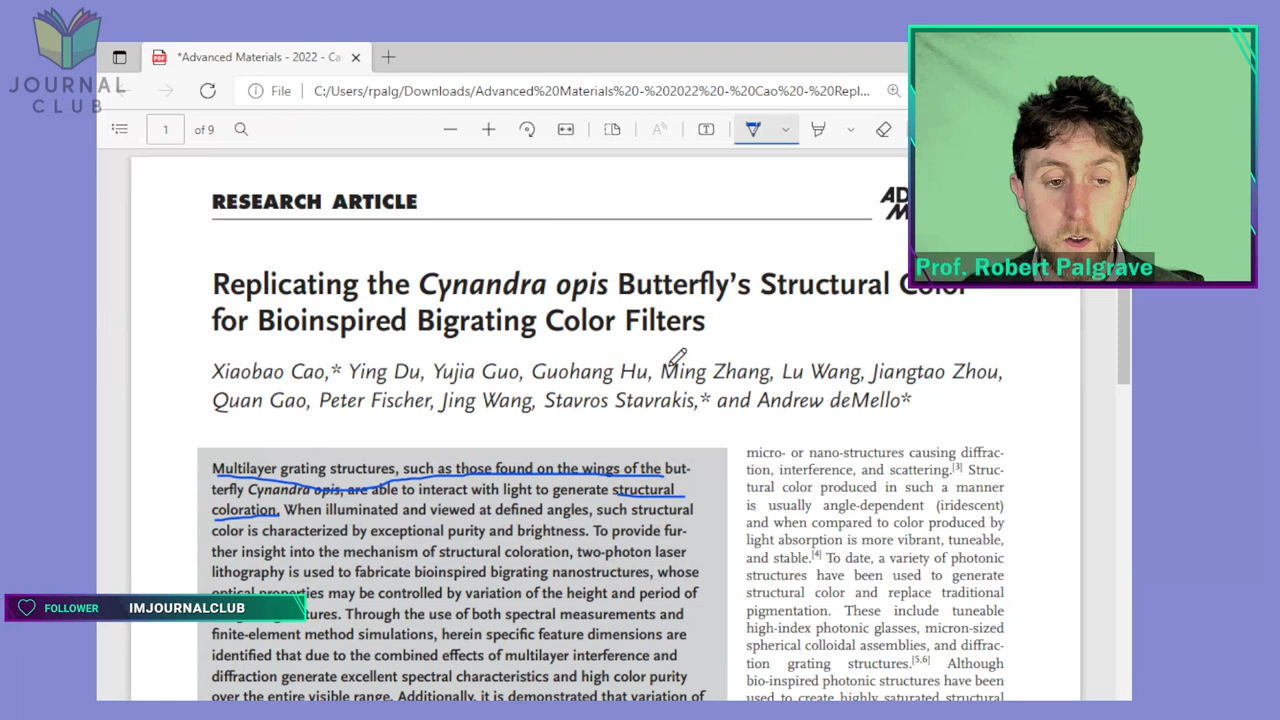 JOURNAL
CLUB
*Advanced Materials - 2022 - Ca
File
C:/Users/rpalg/Downloads/Advanced%20Materials%20-%202022%20-%20Cao%20-%20Repl...
1 of 9
RESEARCH ARTICLE
AD
M
Prof. Robert Palgrave
Replicating the Cynandra opis Butterfly's Structural Color
for Bioinspired Bigrating Color Filters
Xiaobao Cao,* Ying Du, Yujia Guo, Guohang Hu, Ming Zhang, Lu Wang, Jiangtao Zhou,
Quan Gao, Peter Fischer, Jing Wang, Stavros Stavrakis,* and Andrew deMello*
Multilayer grating structures, such as those found on the wings of the but-
terfly Cynandra opis, are able to interact with light to generate structural
coloration. When illuminated and viewed at defined angles, such structural
color is characterized by exceptional purity and brightness. To provide fur-
ther insight into the mechanism of structural coloration, two-photon laser
lithography is used to fabricate bioinspired bigrating nanostructures, whose
optical properties may be controlled by variation of the height and period of
tures. Through the use of both spectral measurements and
finite-element method simulations, herein specific feature dimensions are
identified that due to the combined effects of multilayer interference and
diffraction generate excellent spectral characteristics and high color purity
over the entire visible range. Additionally, it is demonstrated that variation of
micro- or nano-structures causing diffrac-
tion, interference, and scattering.[3] Struc-
tural color produced in such a manner
is usually angle-dependent (iridescent)
and when compared to color produced by
light absorption is more vibrant, tuneable,
and stable.[4] To date, a variety of photonic
structures have been used to generate
structural color and replace traditional
pigmentation. These include tuneable
high-index photonic glasses, micron-sized
spherical colloidal assemblies, and diffrac-
tion grating structures.[5,6] Although
bio-inspired photonic structures have been
used to create highly saturated structural
FOLLOWER IMJOURNALCLUB